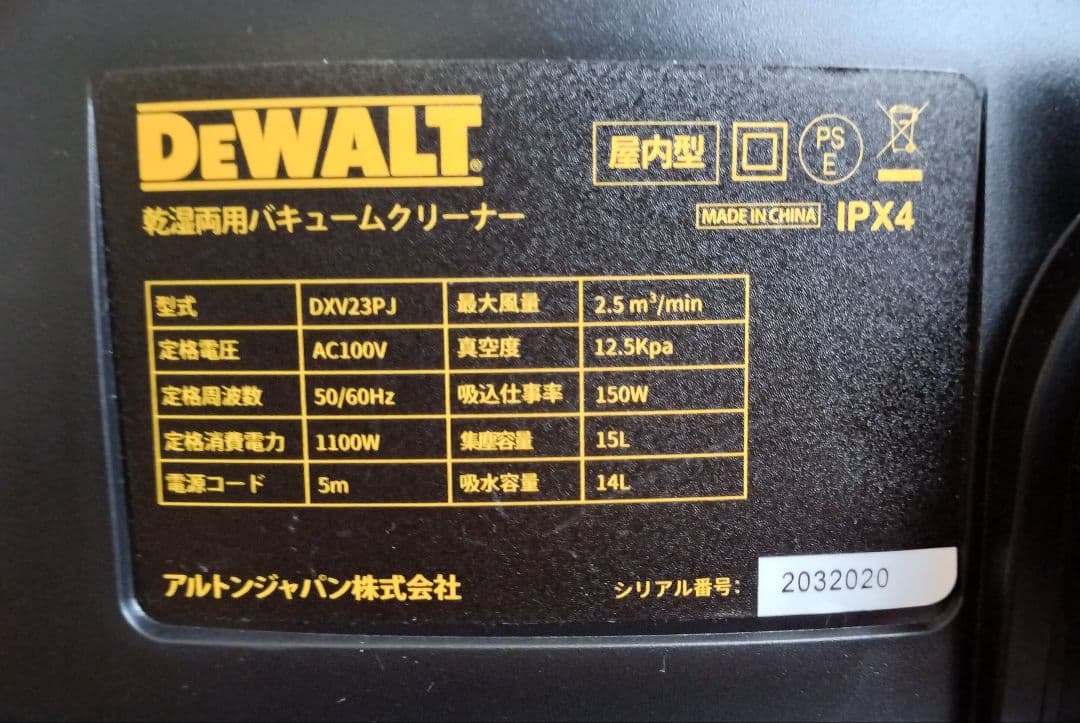 DEWALT®
屋内型
PS
E
乾湿両用バキュームクリーナー
MADE IN CHINA IPX4
型式 DXV23PJ 最大風量 2.5 m³/min
定格電圧 AC100V 真空度 12.5Kpa
定格周波数 50/60Hz 吸込仕事率 150W
定格消費電力 1100W 集塵容量 15L
電源コード 5m 吸水容量 14L
アルトンジャパン株式会社
シリアル番号: 2032020